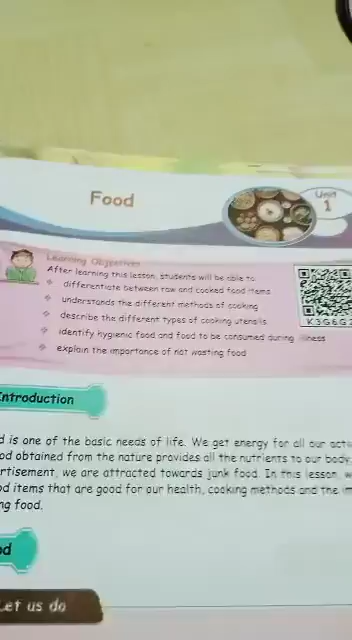 Food
Unit
1
Learning Objectives
After learning this lesson, students will be able to
differentiate between raw and cooked food items
understands the different methods of cooking
describe the different types of cooking utensils
identify hygienic food and food to be consumed during illness
explain the importance of not wasting food
K3G6G
Introduction
d is one of the basic needs of life. We get energy for all our
od obtained from the nature provides all the nutrients to our body.
rtisement, we are attracted towards junk food. In this lesson,
od items that are good for our health, cooking methods and the
ng food.
od
Let us do